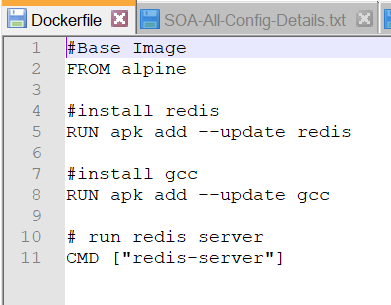 Dockerfile SOA-All-Config-Details.txt
1 #Base Image
2 FROM alpine
3
4 #install redis
5 RUN apk add --update redis
6
7 #install gcc
8 RUN apk add --update gcc
9
10 # run redis server
11 CMD ["redis-server"]